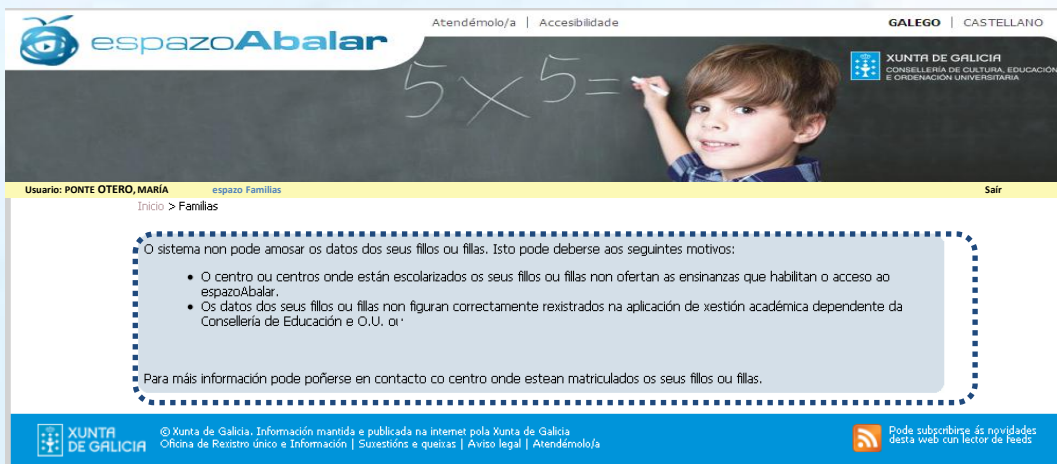 Atendémolo/a | Accesibilidade
GALEGO | CASTELLANO
espazoAbalar
5 x 5 =
XUNTA DE GALICIA
CONSELLERÍA DE CULTURA, EDUCACIÓN
E ORDENACIÓN UNIVERSITARIA
Usuario: PONTE OTERO, MARÍA espazo Familias Saír
Inicio > Familias
O sistema non pode amosar os datos dos seus fillos ou fillas. Isto pode deberse aos seguintes motivos:
• O centro ou centros onde están escolarizados os seus fillos ou fillas non ofertan as ensinanzas que habilitan o acceso ao
espazoAbalar.
• Os datos dos seus fillos ou fillas non figuran correctamente rexistrados na aplicación de xestión académica dependente da
Consellería de Educación e O.U.
Para máis información pode poñerse en contacto co centro onde estean matriculados os seus fillos ou fillas.
XUNTA
DE GALICIA
© Xunta de Galicia. Información mantida e publicada na internet pola Xunta de Galicia
Oficina de Rexistro único e Información | Suxestións e queixas | Aviso legal | Atendémolo/a
Pode subscribirse ás novidades
desta web cun lector de feeds